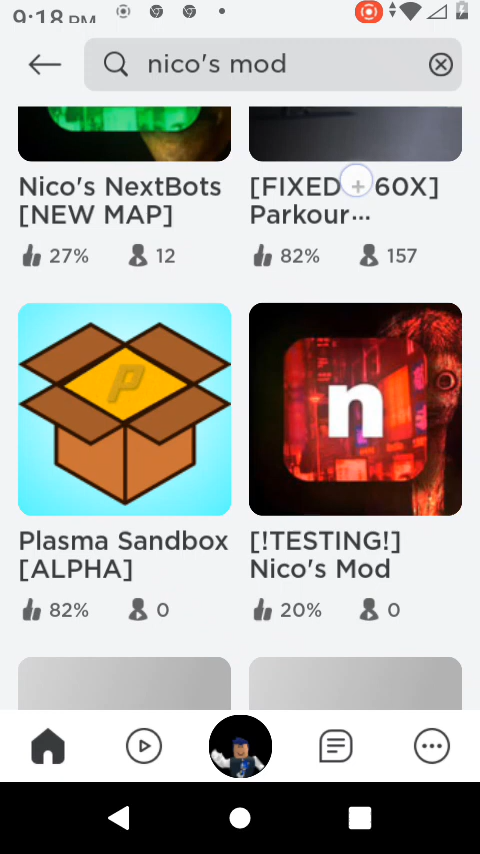 9:18 PM
nico's mod
Nico's NextBots
[NEW MAP]
27% 12
[FIXED + 60X]
Parkour...
82% 157
P
n
Plasma Sandbox
[ALPHA]
82% 0
[!TESTING!]
Nico's Mod
20% 0